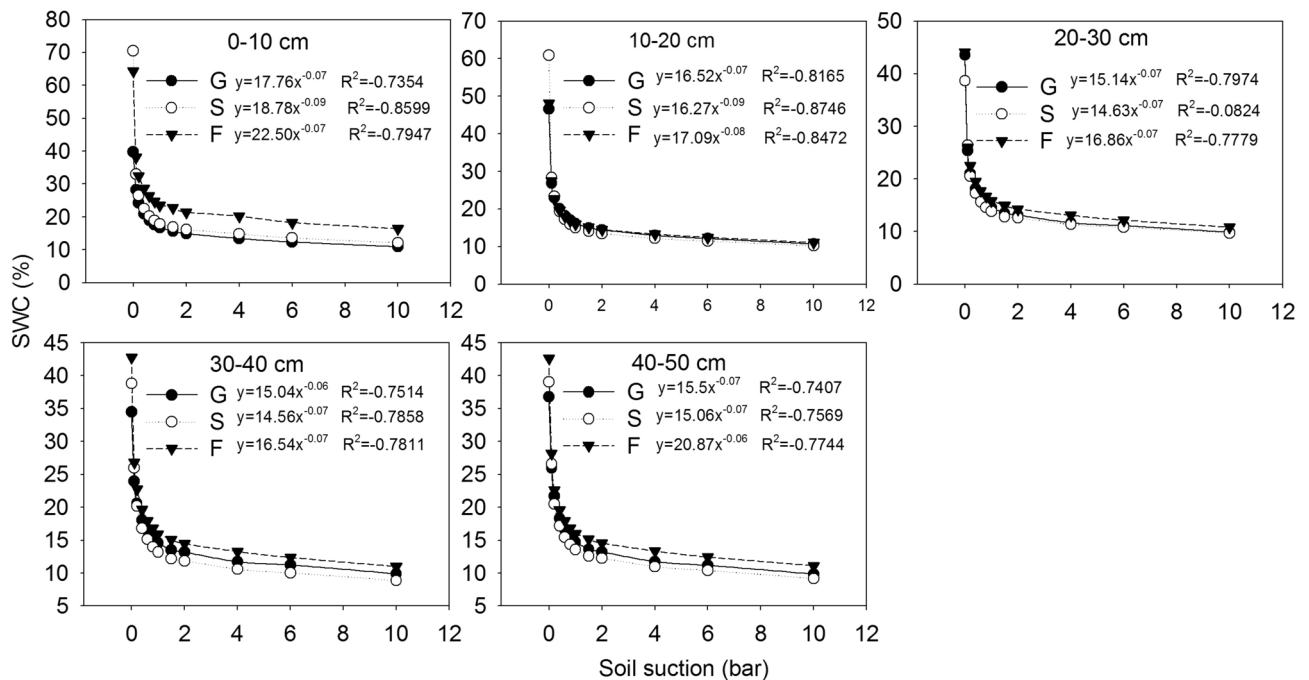 SWC (%)
0-10 cm
G y=17.76x^-0.07 R²=-0.7354
S y=18.78x^-0.09 R²=-0.8599
F y=22.50x^-0.07 R²=-0.7947
80
70
60
50
40
30
20
10
0
0 2 4 6 8 10 12
10-20 cm
G y=16.52x^-0.07 R²=-0.8165
S y=16.27x^-0.09 R²=-0.8746
F y=17.09x^-0.08 R²=-0.8472
70
60
50
40
30
20
10
0
0 2 4 6 8 10 12
20-30 cm
G y=15.14x^-0.07 R²=-0.7974
S y=14.63x^-0.07 R²=-0.0824
F y=16.86x^-0.07 R²=-0.7779
50
40
30
20
10
0
0 2 4 6 8 10 12
30-40 cm
G y=15.04x^-0.06 R²=-0.7514
S y=14.56x^-0.07 R²=-0.7858
F y=16.54x^-0.07 R²=-0.7811
45
40
35
30
25
20
15
10
5
0 2 4 6 8 10 12
40-50 cm
G y=15.5x^-0.07 R²=-0.7407
S y=15.06x^-0.07 R²=-0.7569
F y=20.87x^-0.06 R²=-0.7744
45
40
35
30
25
20
15
10
5
0 2 4 6 8 10 12
Soil suction (bar)